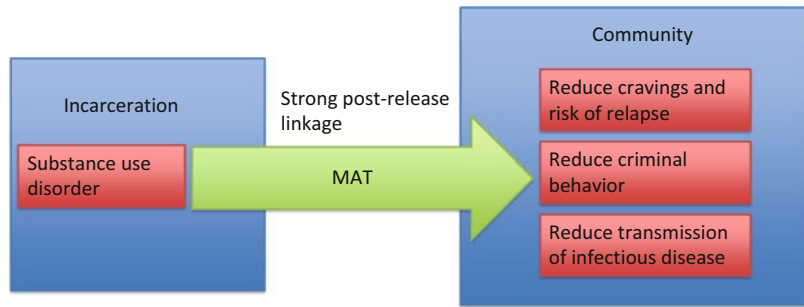 Incarceration
Substance use
disorder
Strong post-release
linkage
MAT
Community
Reduce cravings and
risk of relapse
Reduce criminal
behavior
Reduce transmission
of infectious disease